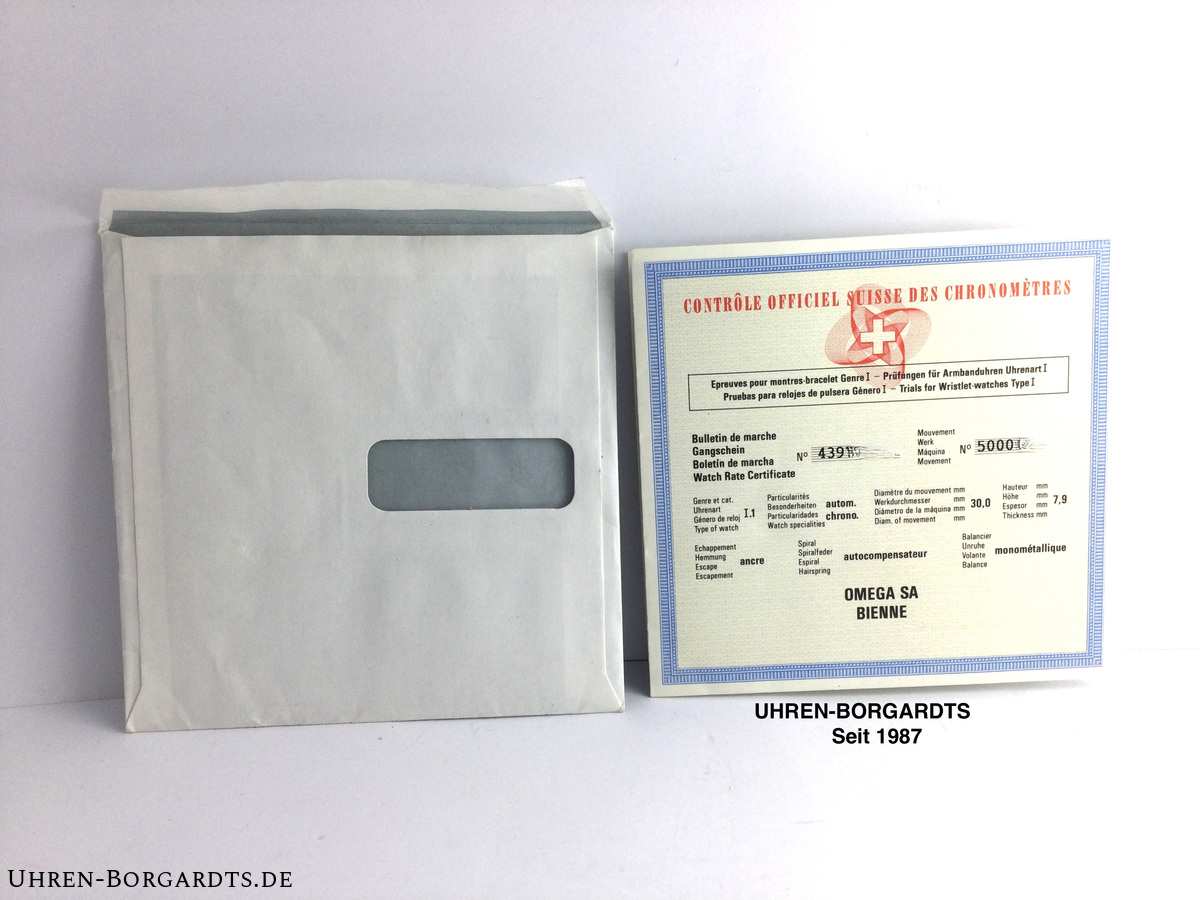 CONTRÔLE OFFICIEL SUISSE DES CHRONOMÈTRES
Epreuves pour montres-bracelet Genre I – Prüfungen für Armbanduhren Uhrenart I
Pruebas para relojes de pulsera Género I – Trials for Wristlet-watches Type I
Bulletin de marche
Gangschein
Boletín de marcha
Watch Rate Certificate
Nº 439
Mouvement
Werk
Máquina
Movement
Nº 5000
Genre et cat.
Uhrenart
Género de reloj
Type of watch
I.1
Particularités
Besonderheiten
Particularidades
Watch specialities
autom.
chrono.
Diamètre du mouvement mm
Werkdurchmesser mm
Diámetro de la máquina mm
Diam. of movement mm
30,0
Hauteur mm
Höhe mm
Espesor mm
Thickness mm
7,9
Echappement
Hemmung
Escape
Escapement
ancre
Spiral
Spiralfeder
Espiral
Hairspring
autocompensateur
Balancier
Unruhe
Volante
Balance
monométallique
OMEGA SA
BIENNE
UHREN-BORGARDTS
Seit 1987
UHREN-BORGARDTS.DE